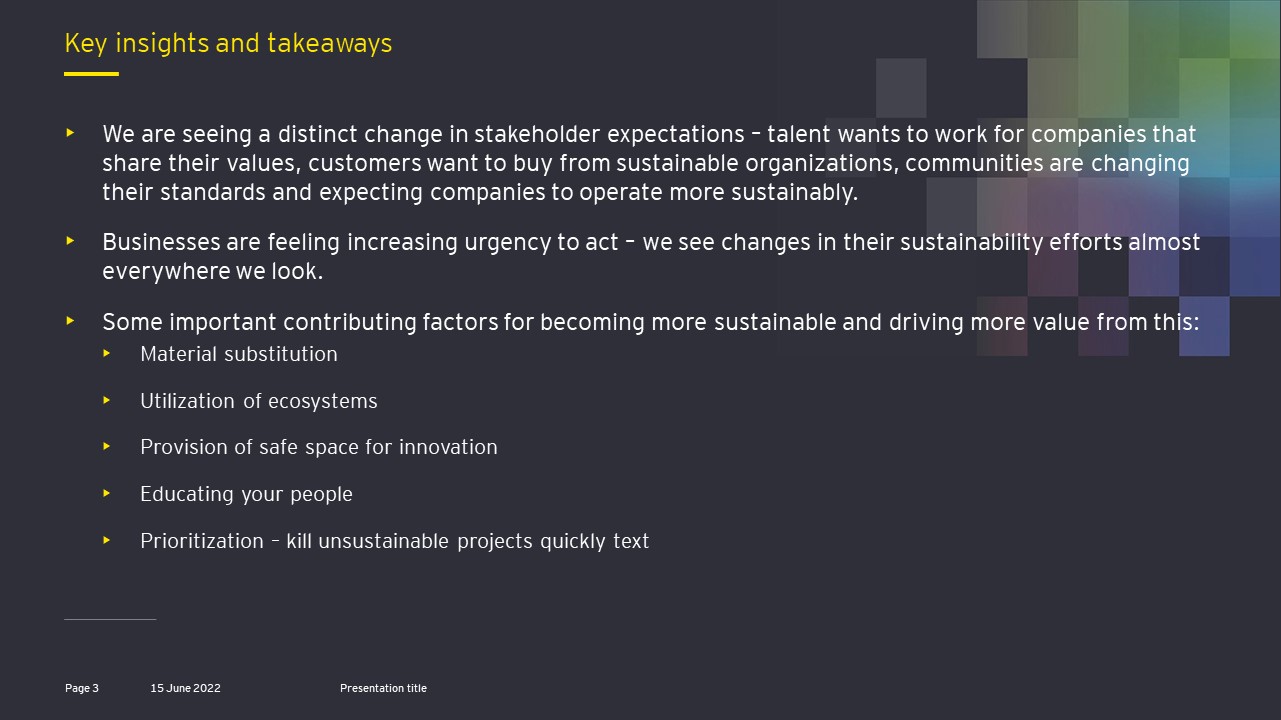 Key insights and takeaways
We are seeing a distinct change in stakeholder expectations – talent wants to work for companies that
share their values, customers want to buy from sustainable organizations, communities are changing
their standards and expecting companies to operate more sustainably.
Businesses are feeling increasing urgency to act – we see changes in their sustainability efforts almost
everywhere we look.
Some important contributing factors for becoming more sustainable and driving more value from this:
Material substitution
Utilization of ecosystems
Provision of safe space for innovation
Educating your people
Prioritization – kill unsustainable projects quickly text
Page 3 15 June 2022 Presentation title